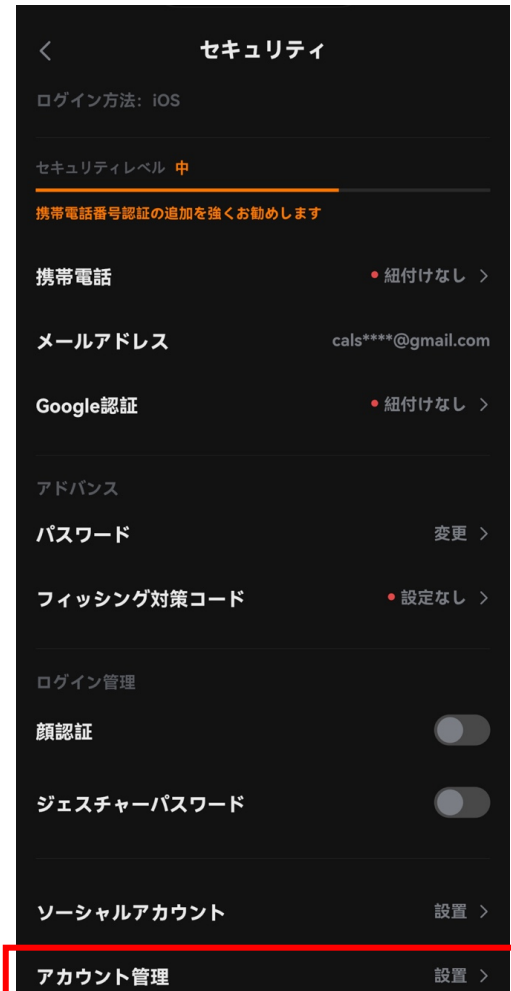 セキュリティ
ログイン方法: iOS
セキュリティレベル 中
携帯電話番号認証の追加を強くお勧めします
携帯電話 紐付けなし
メールアドレス cals****@gmail.com
Google認証 紐付けなし
アドバンス
パスワード 変更
フィッシング対策コード 設定なし
ログイン管理
顔認証
ジェスチャーパスワード
ソーシャルアカウント 設置
アカウント管理 設置